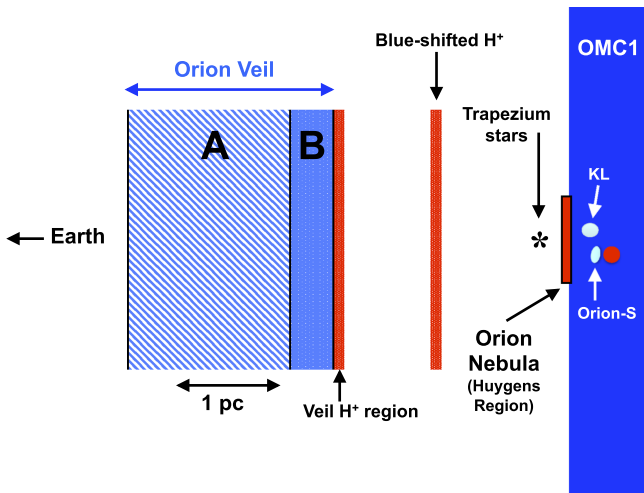 Blue-shifted H⁺
OMC1
Orion Veil
Trapezium
stars
A
B
KL
Earth
*
Orion-S
Orion
Nebula
(Huygens
Region)
1 pc
Veil H⁺ region